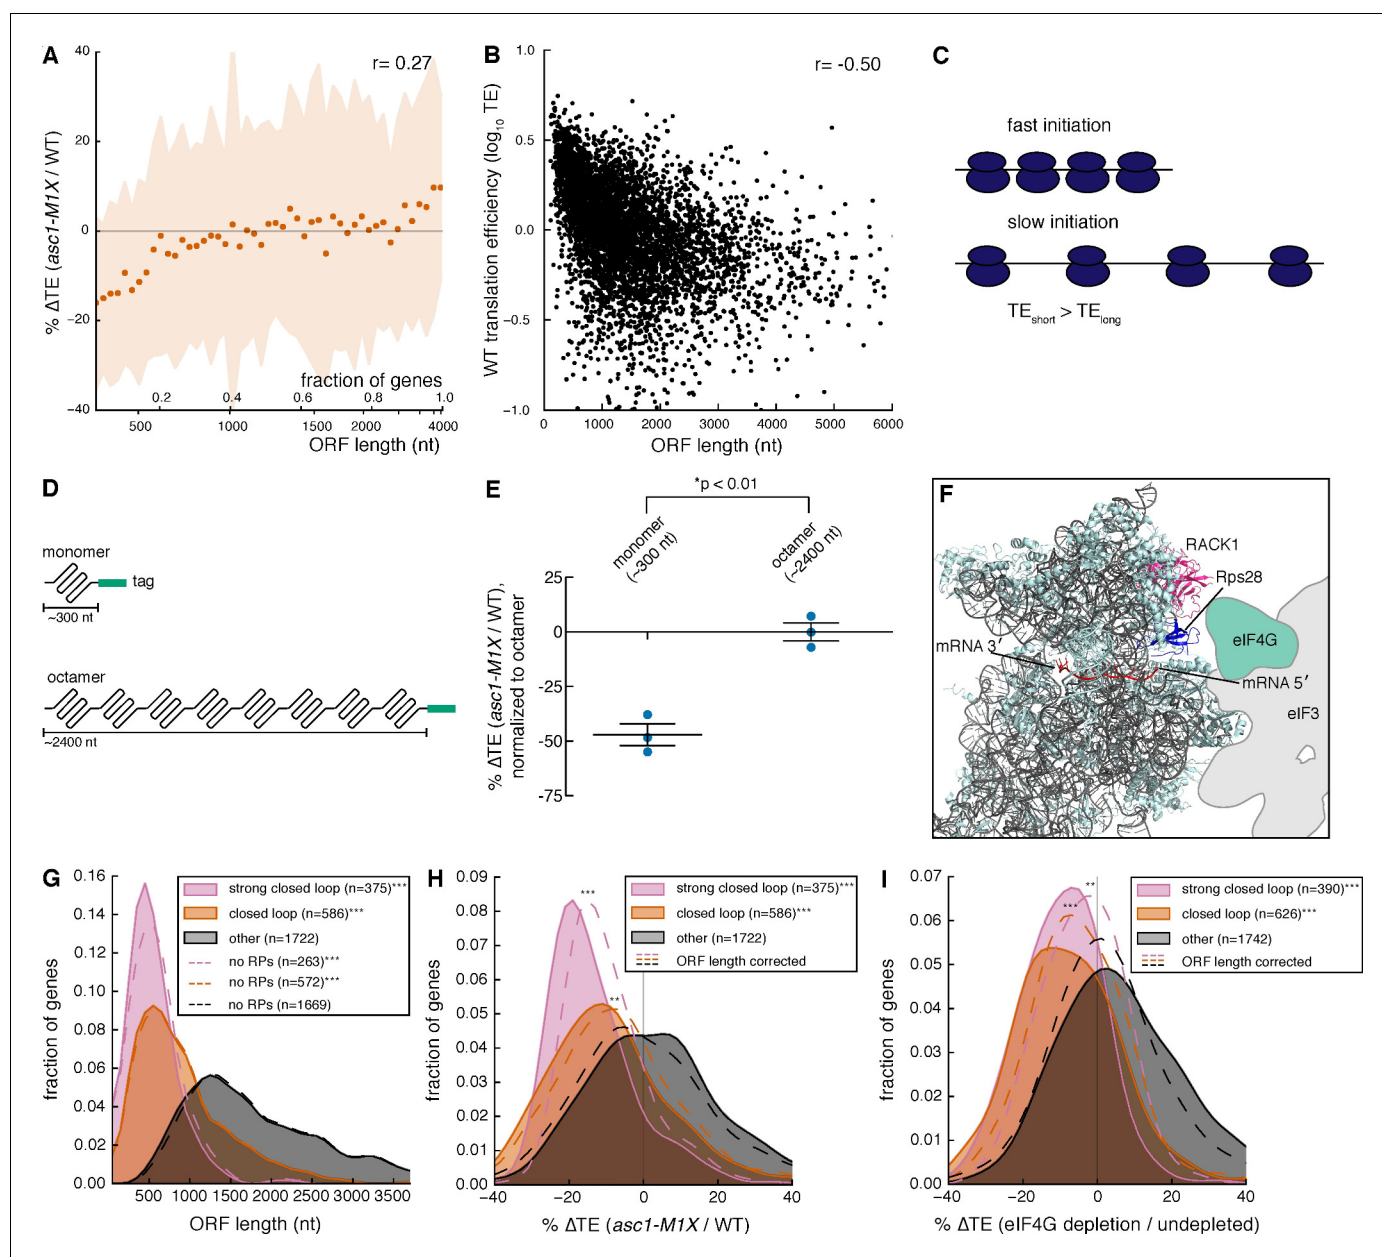 A
r= 0.27
40
20
0
−20
−40
% ΔTE (asc1-M1X / WT)
fraction of genes
0.2 0.4 0.6 0.8 1.0
500 1000 1500 2000 4000
ORF length (nt)
B
r= -0.50
1.0
0.5
0.0
−0.5
−1.0
WT translation efficiency (log10 TE)
0 1000 2000 3000 4000 5000 6000
ORF length (nt)
C
fast initiation
slow initiation
TEshort > TElong
D
monomer
tag
~300 nt
octamer
~2400 nt
E
*p < 0.01
monomer
(~300 nt)
octamer
(~2400 nt)
25
0
-25
-50
-75
% ΔTE (asc1-M1X / WT),
normalized to octamer
F
RACK1
Rps28
eIF4G
mRNA 3′
mRNA 5′
eIF3
G
0.16
0.14
0.12
0.10
0.08
0.06
0.04
0.02
0.00
fraction of genes
strong closed loop (n=375)***
closed loop (n=586)***
other (n=1722)
no RPs (n=263)***
no RPs (n=572)***
no RPs (n=1669)
500 1000 1500 2000 2500 3000 3500
ORF length (nt)
H
0.09
0.08
0.07
0.06
0.05
0.04
0.03
0.02
0.01
0.00
fraction of genes
***
**
strong closed loop (n=375)***
closed loop (n=586)***
other (n=1722)
ORF length corrected
−40 −20 0 20 40
% ΔTE (asc1-M1X / WT)
I
0.07
0.06
0.05
0.04
0.03
0.02
0.01
0.00
fraction of genes
**
***
strong closed loop (n=390)***
closed loop (n=626)***
other (n=1742)
ORF length corrected
−40 −20 0 20 40
% ΔTE (eIF4G depletion / undepleted)